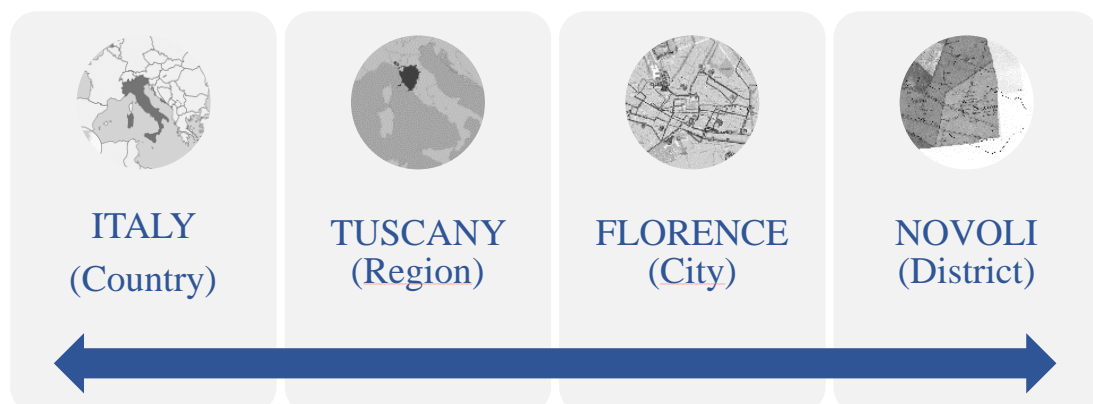 ITALY
(Country)
TUSCANY
(Region)
FLORENCE
(City)
NOVOLI
(District)